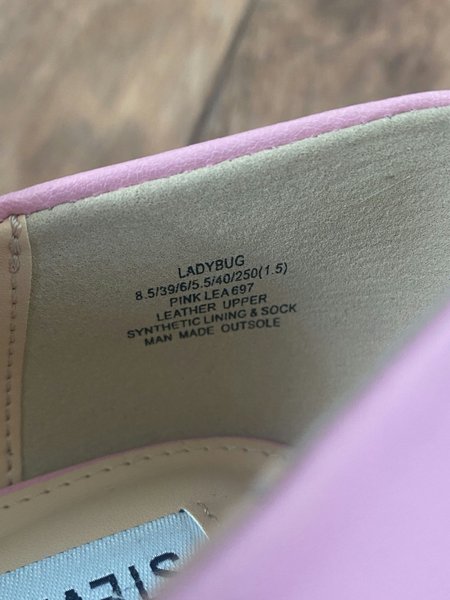 LADYBUG
8.5/39/6/5.5/40/250(1.5)
PINK LEA 697
LEATHER UPPER
SYNTHETIC LINING & SOCK
MAN MADE OUTSOLE